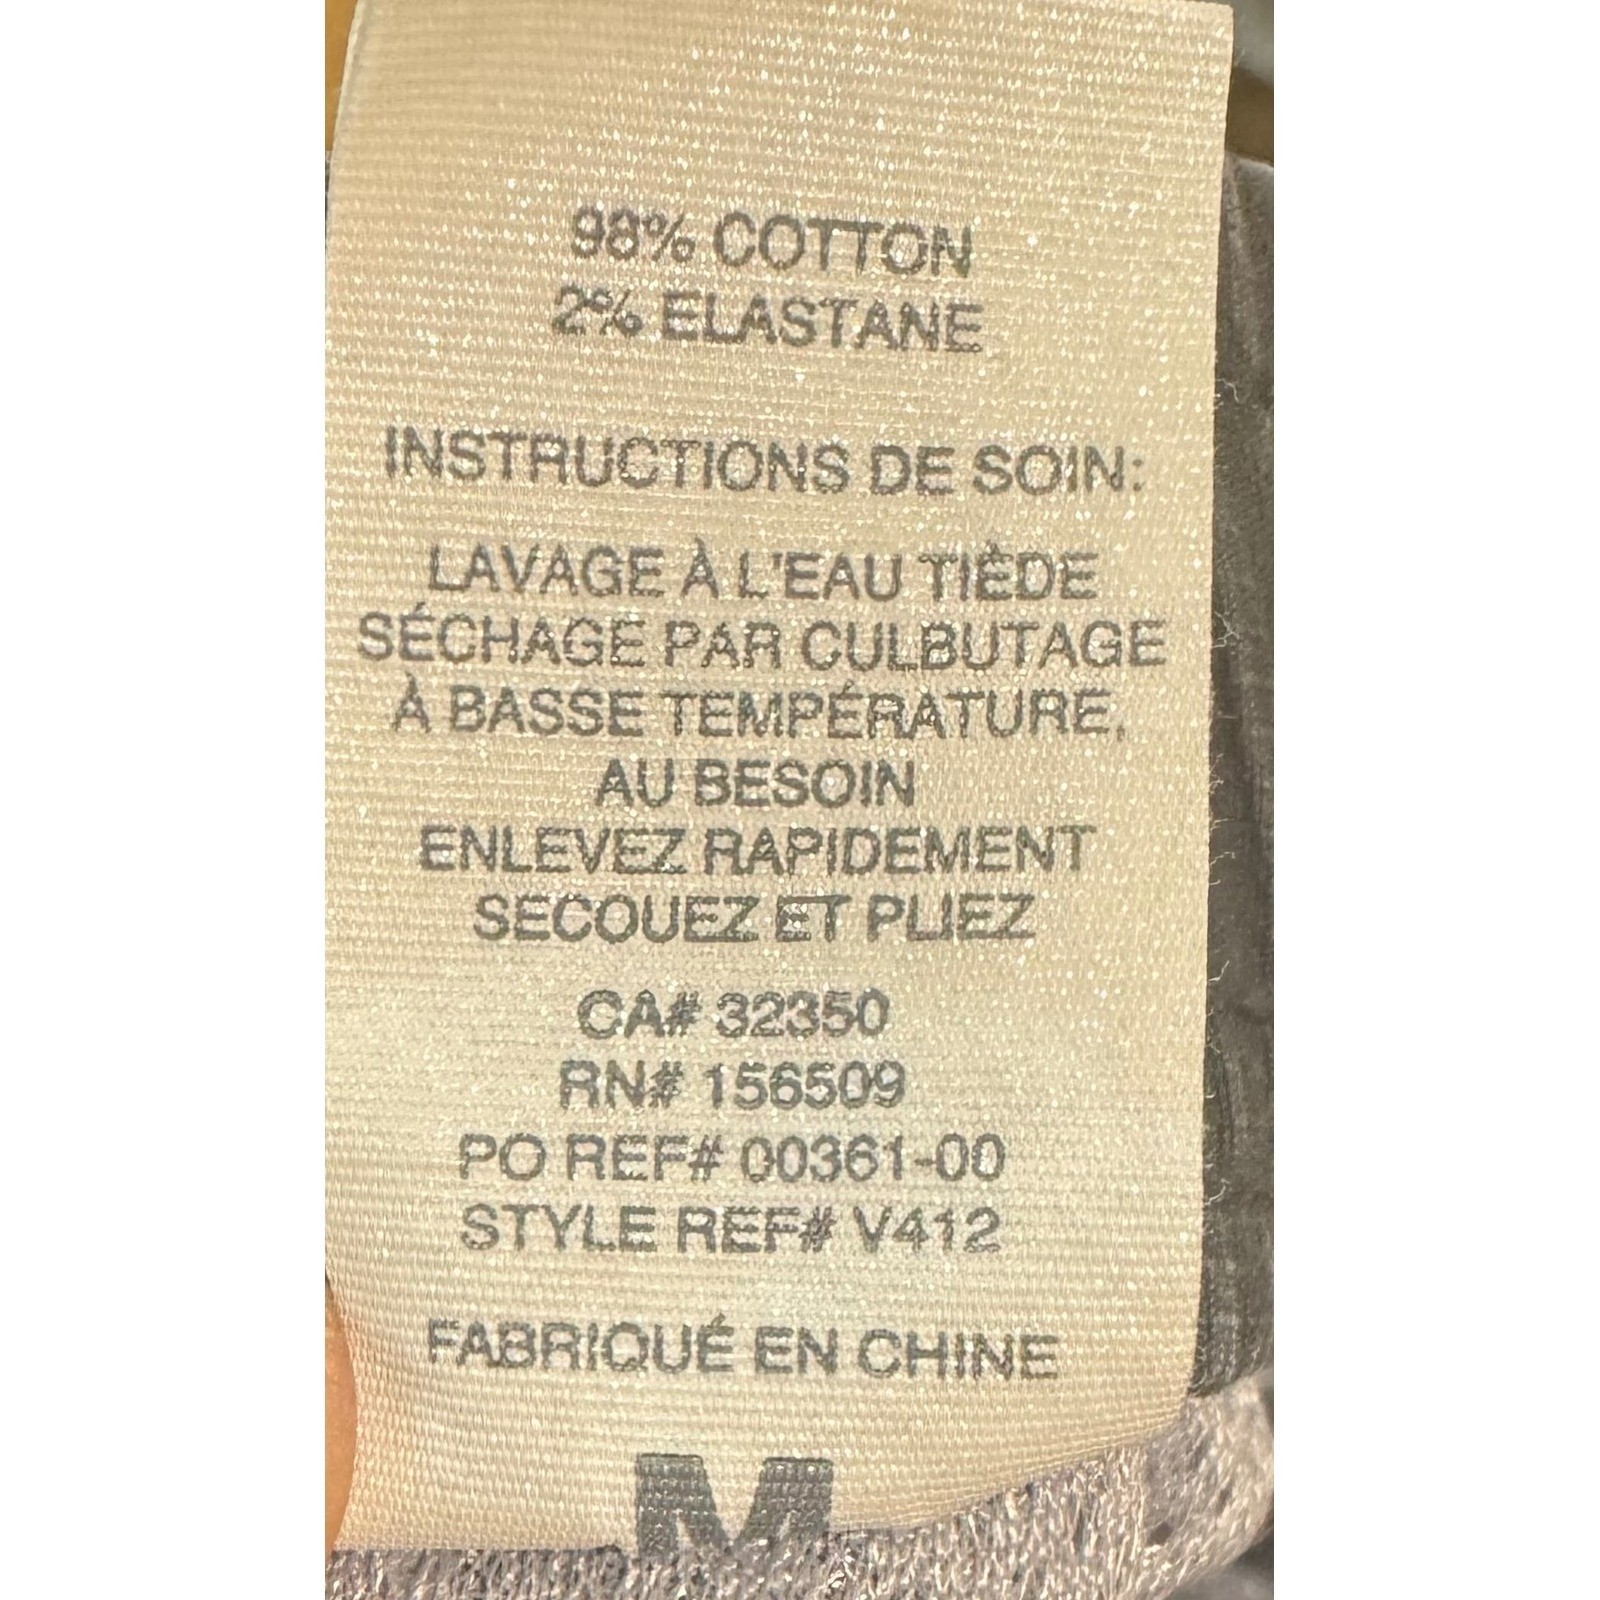 98% COTTON
2% ELASTANE
INSTRUCTIONS DE SOIN:
LAVAGE À L'EAU TIÈDE
SÉCHAGE PAR CULBUTAGE
À BASSE TEMPÉRATURE,
AU BESOIN
ENLEVEZ RAPIDEMENT
SECOUEZ ET PLIEZ
CA# 32350
RN# 156509
PO REF# 00361-00
STYLE REF# V412
FABRIQUÉ EN CHINE
M